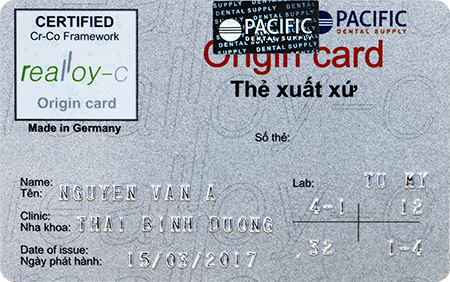 CERTIFIED
Cr-Co Framework
realloy-c
Origin card
Made in Germany
PACIFIC
DENTAL SUPPLY
PACIFIC
DENTAL SUPPLY
Origin card
Thẻ xuất xứ
Số thẻ:
Name:
Tên:
NGUYEN VAN A
Clinic:
Nha khoa:
THAI BINH DUONG
Date of issue:
Ngày phát hành:
15/03/2017
Lab:
TU MY
4-1 12
32 1-4